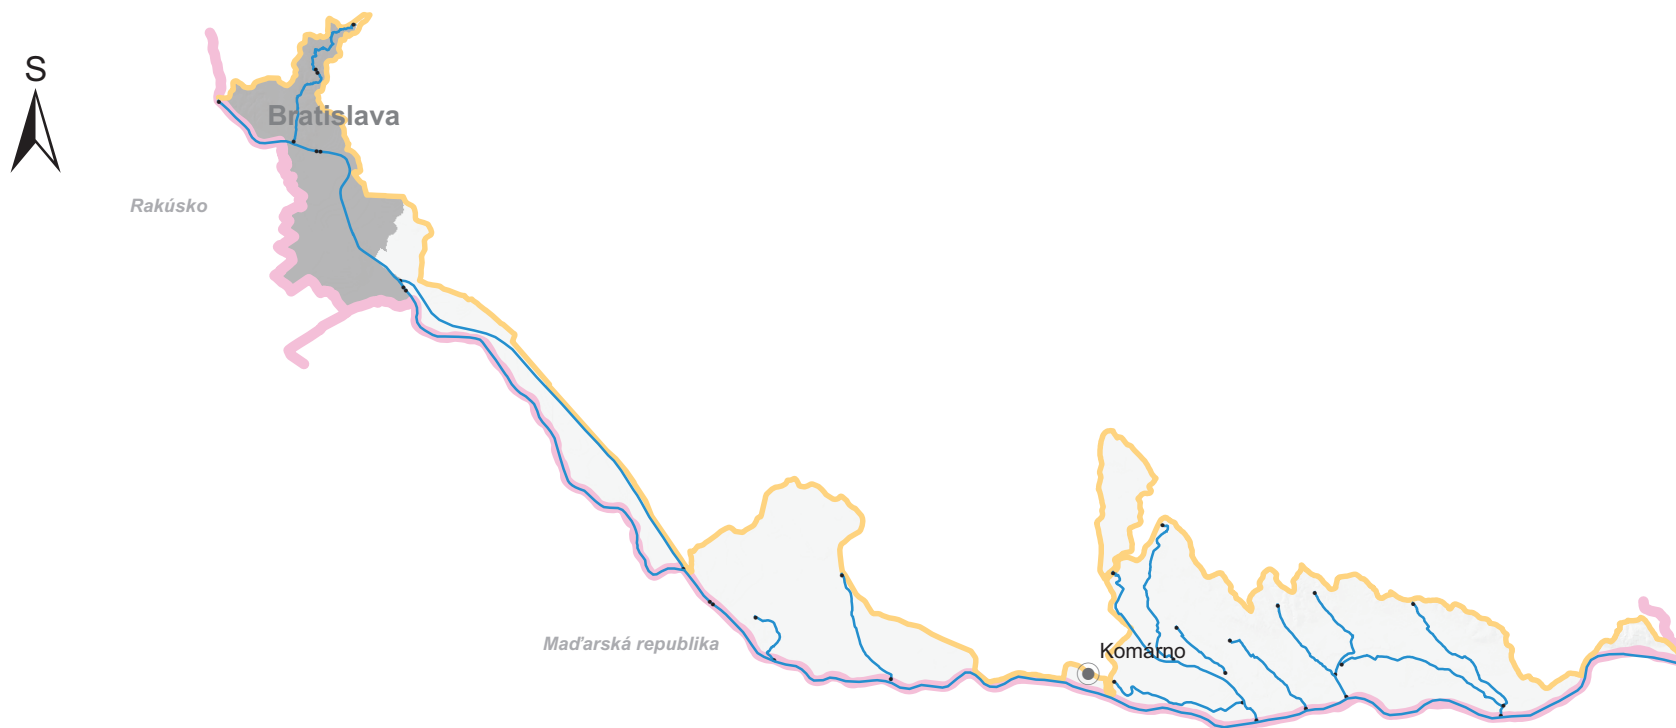 S
Bratislava
Rakúsko
Maďarská republika
Komárno